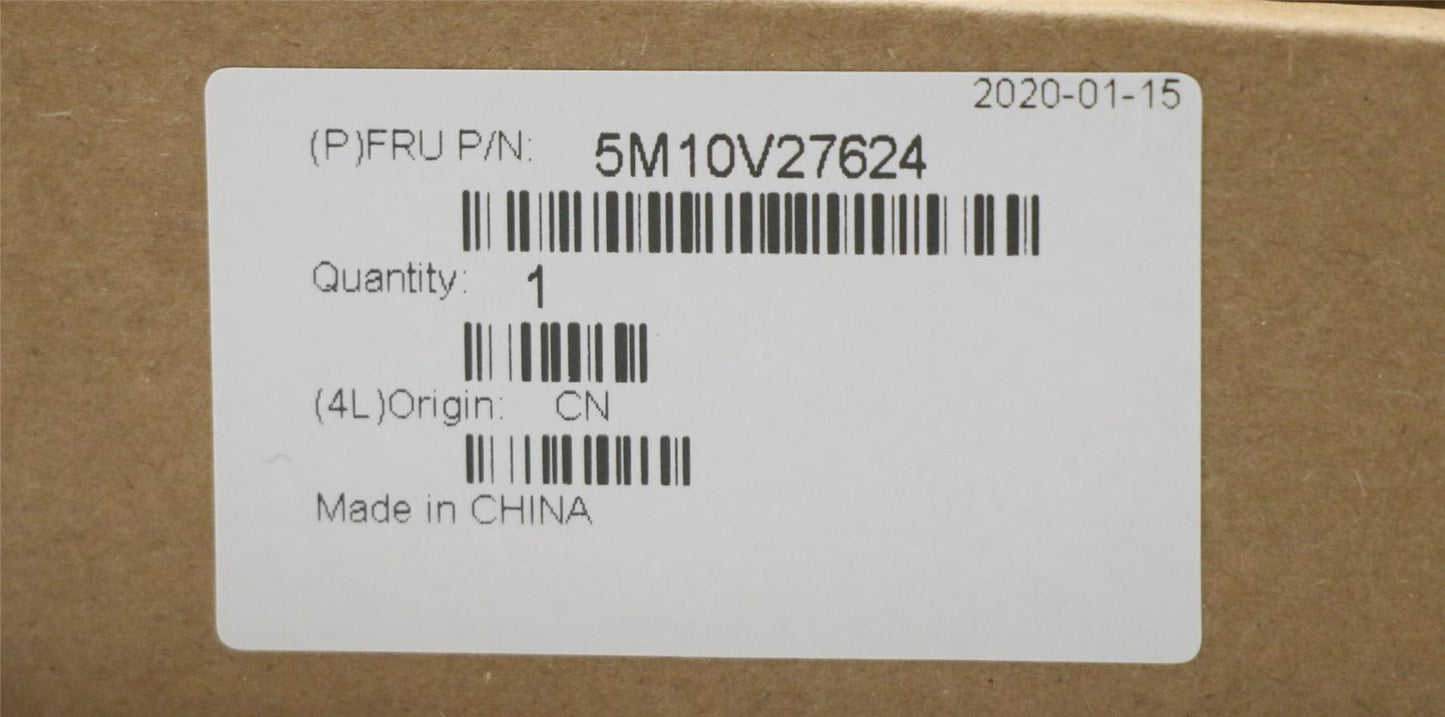 2020-01-15
(P)FRU P/N: 5M10V27624
Quantity: 1
(4L)Origin: CN
Made in CHINA